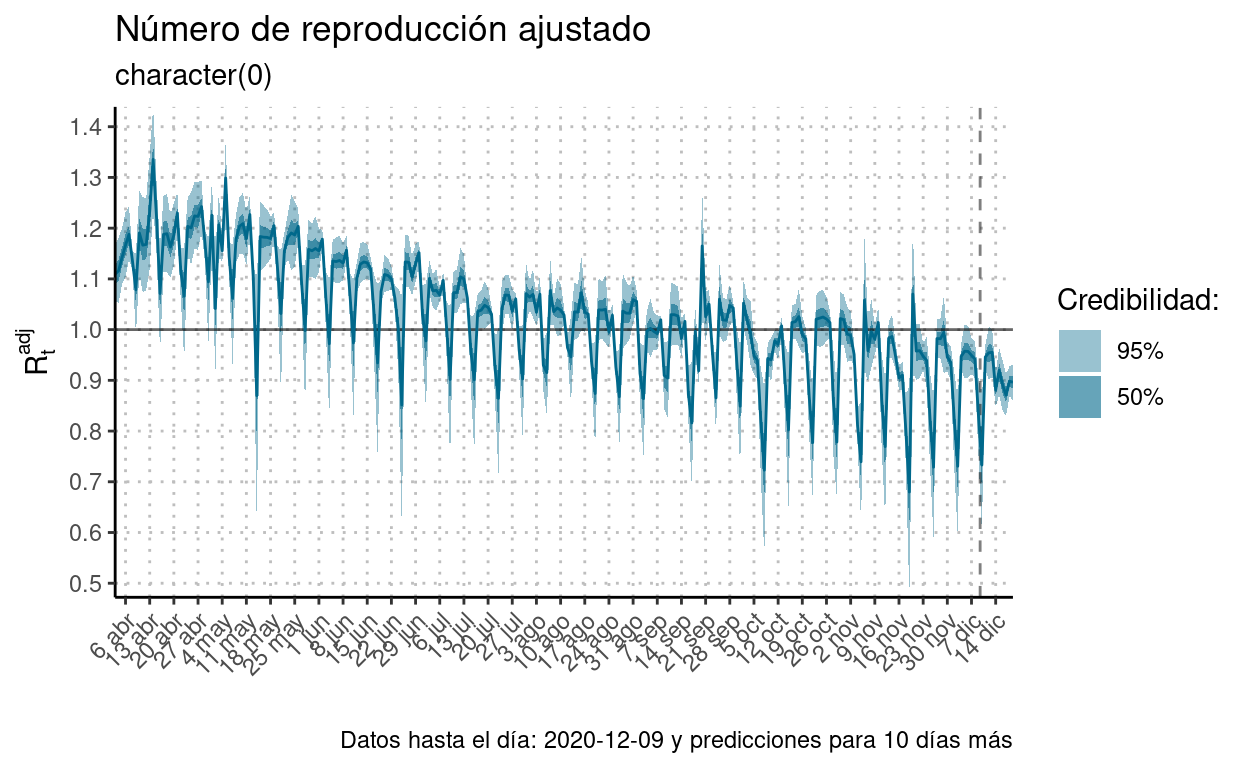 Número de reproducción ajustado
character(0)
1.4
1.3
1.2
1.1
1.0
0.9
0.8
0.7
0.6
0.5
R_t^adj
6 abr
13 abr
20 abr
27 abr
4 may
11 may
18 may
25 may
1 jun
8 jun
15 jun
22 jun
29 jun
6 jul
13 jul
20 jul
27 jul
3 ago
10 ago
17 ago
24 ago
31 ago
7 sep
14 sep
21 sep
28 sep
5 oct
12 oct
19 oct
26 oct
2 nov
9 nov
16 nov
23 nov
30 nov
7 dic
14 dic
Credibilidad:
95%
50%
Datos hasta el día: 2020-12-09 y predicciones para 10 días más